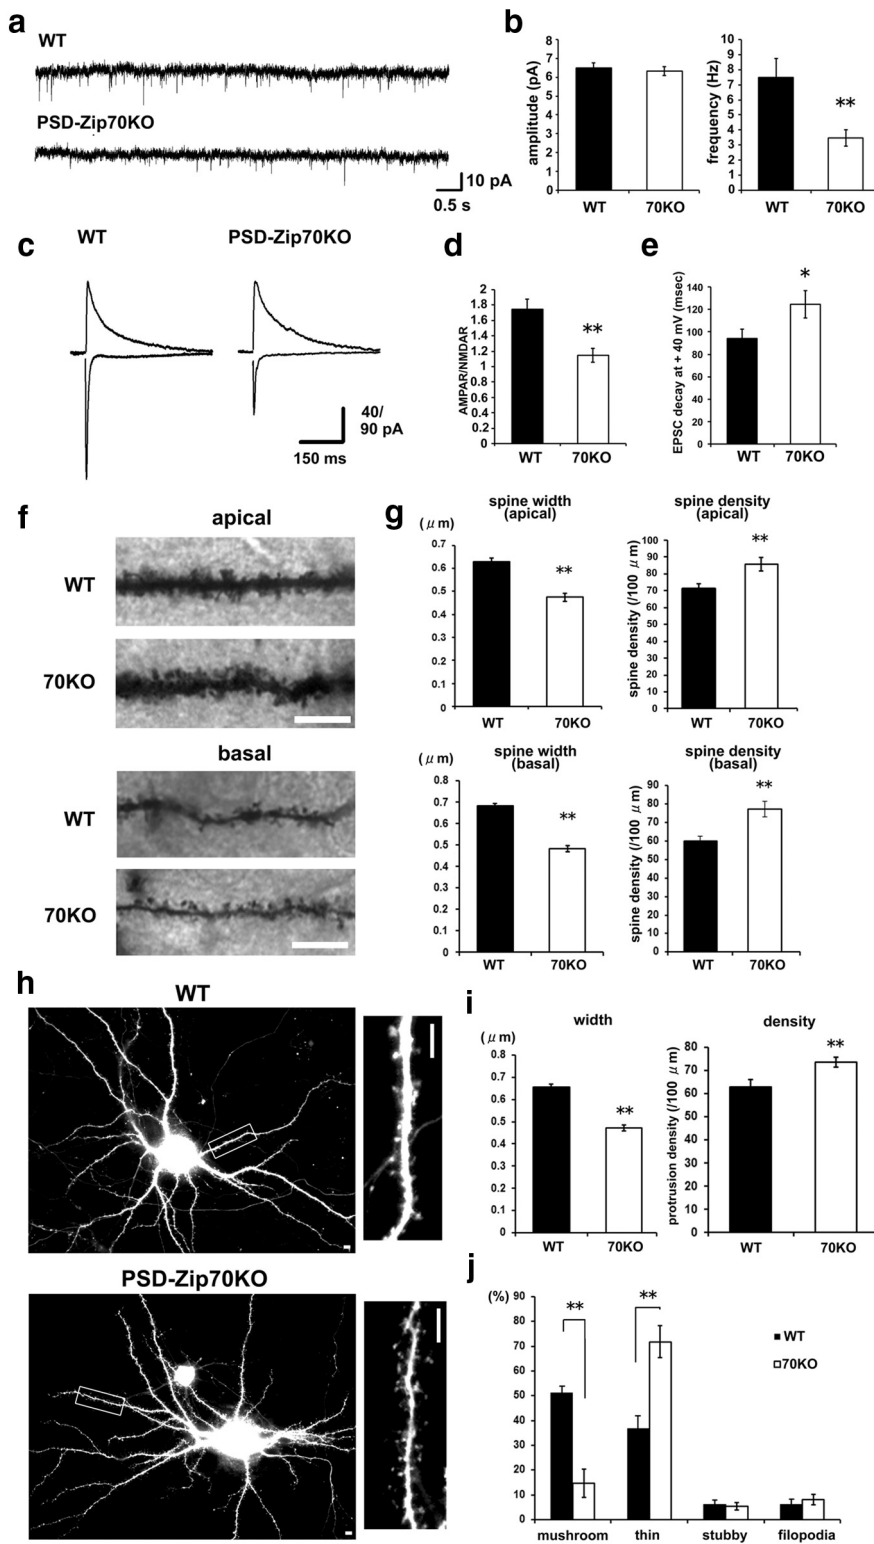 a
WT
PSD-Zip70KO
10 pA
0.5 s
b
amplitude (pA)
8
7
6
5
4
3
2
1
0
WT 70KO
frequency (Hz)
9
8
7
6
5
4
3
2
1
0
**
WT 70KO
c
WT PSD-Zip70KO
40/
90 pA
150 ms
d
AMPAR/NMDAR
2
1.8
1.6
1.4
1.2
1
0.8
0.6
0.4
0.2
0
**
WT 70KO
e
EPSC decay at + 40 mV (msec)
140
120
100
80
60
40
20
0
*
WT 70KO
f
apical
WT
70KO
basal
WT
70KO
g
spine width
(apical)
(μm)
0.7
0.6
0.5
0.4
0.3
0.2
0.1
0
**
WT 70KO
spine density
(apical)
spine density (/100 μm)
100
90
80
70
60
50
40
30
20
10
0
**
WT 70KO
spine width
(basal)
(μm)
0.8
0.7
0.6
0.5
0.4
0.3
0.2
0.1
0
**
WT 70KO
spine density
(basal)
spine density (/100 μm)
90
80
70
60
50
40
30
20
10
0
**
WT 70KO
h
WT
PSD-Zip70KO
i
width
(μm)
0.8
0.7
0.6
0.5
0.4
0.3
0.2
0.1
0
**
WT 70KO
density
protrusion density (/100 μm)
80
70
60
50
40
30
20
10
0
**
WT 70KO
j
(%)
90
80
70
60
50
40
30
20
10
0
** **
WT
70KO
mushroom thin stubby filopodia